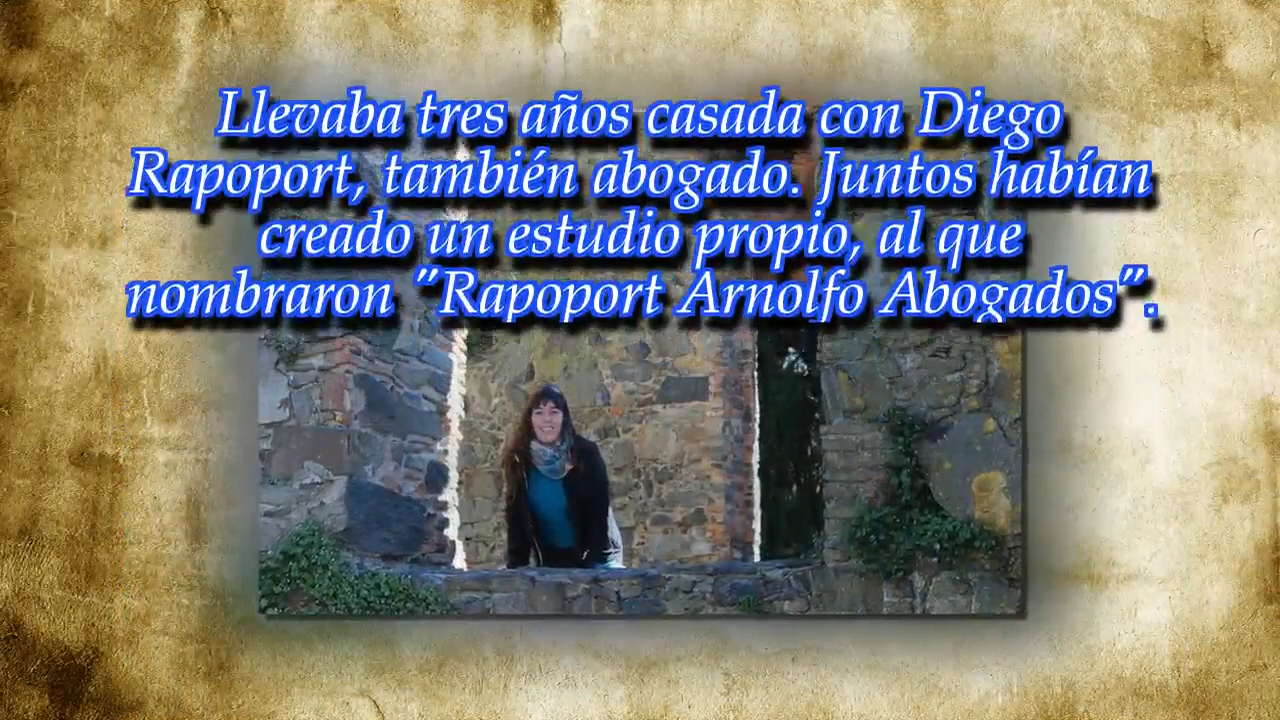 Llevaba tres años casada con Diego
Rapoport, también abogado. Juntos habían
creado un estudio propio, al que
nombraron "Rapoport Arnolfo Abogados".